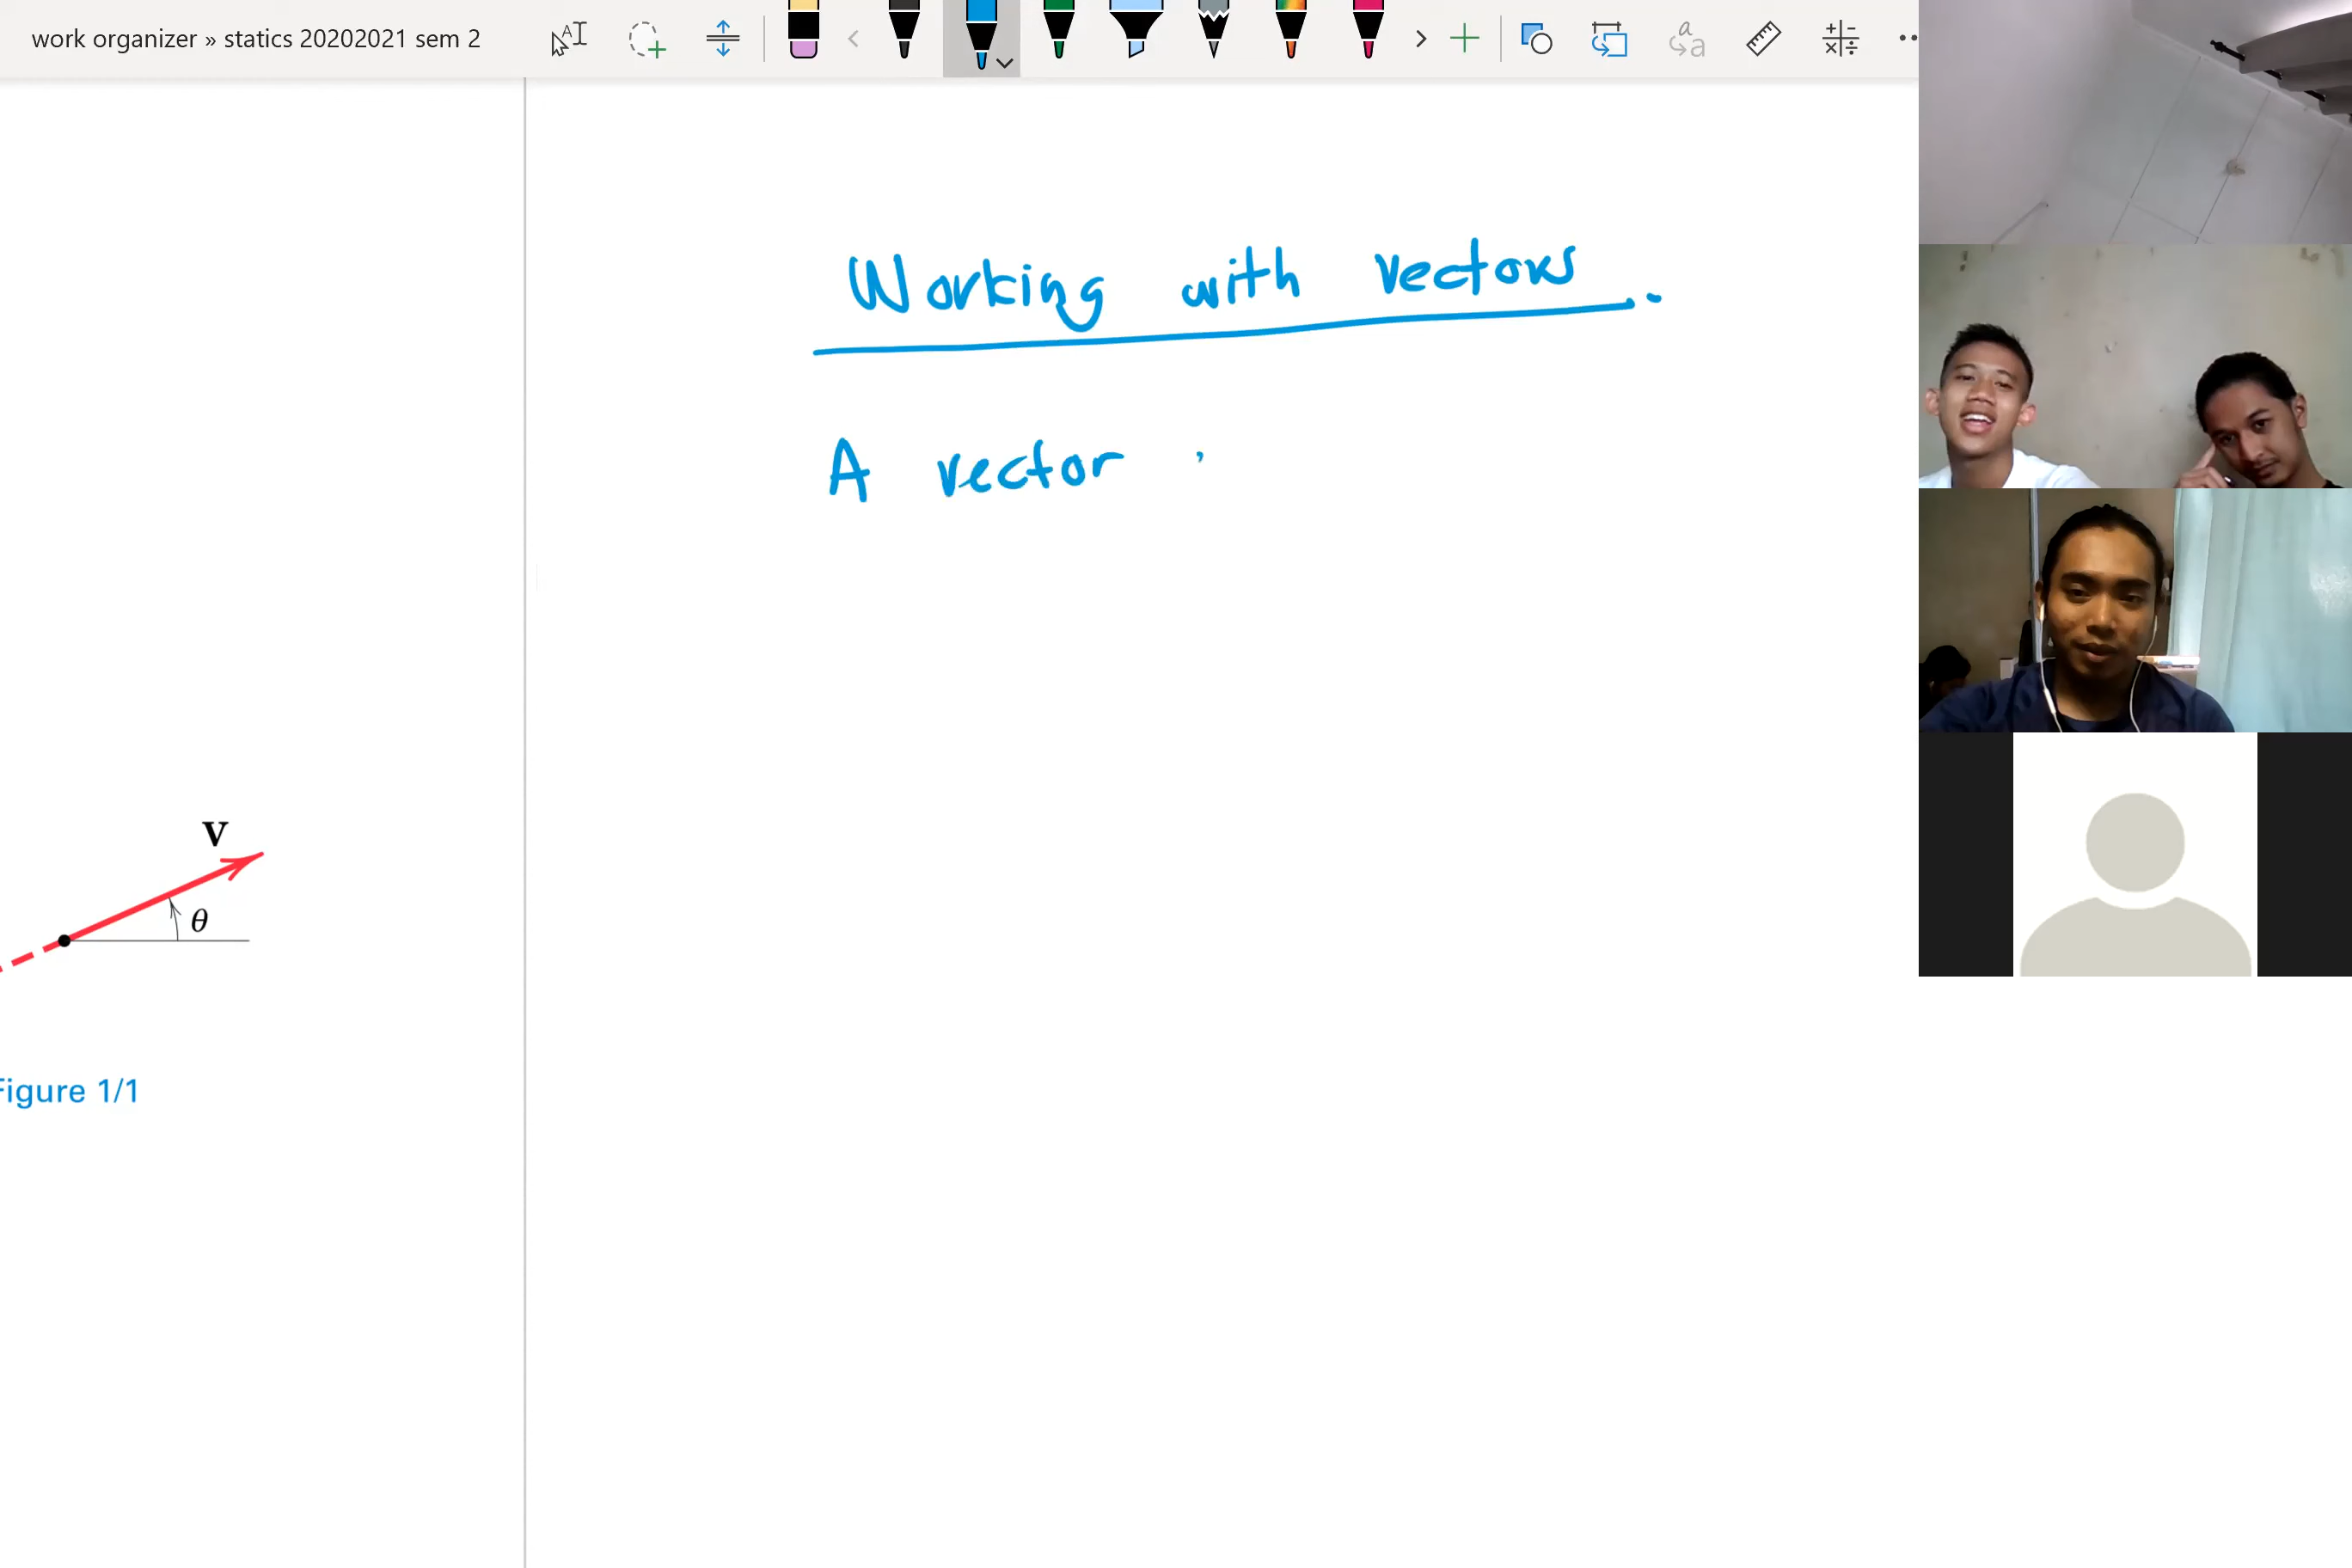 work organizer » statics 20202021 sem 2
Working with vectors.
A vector
V
θ
Figure 1/1